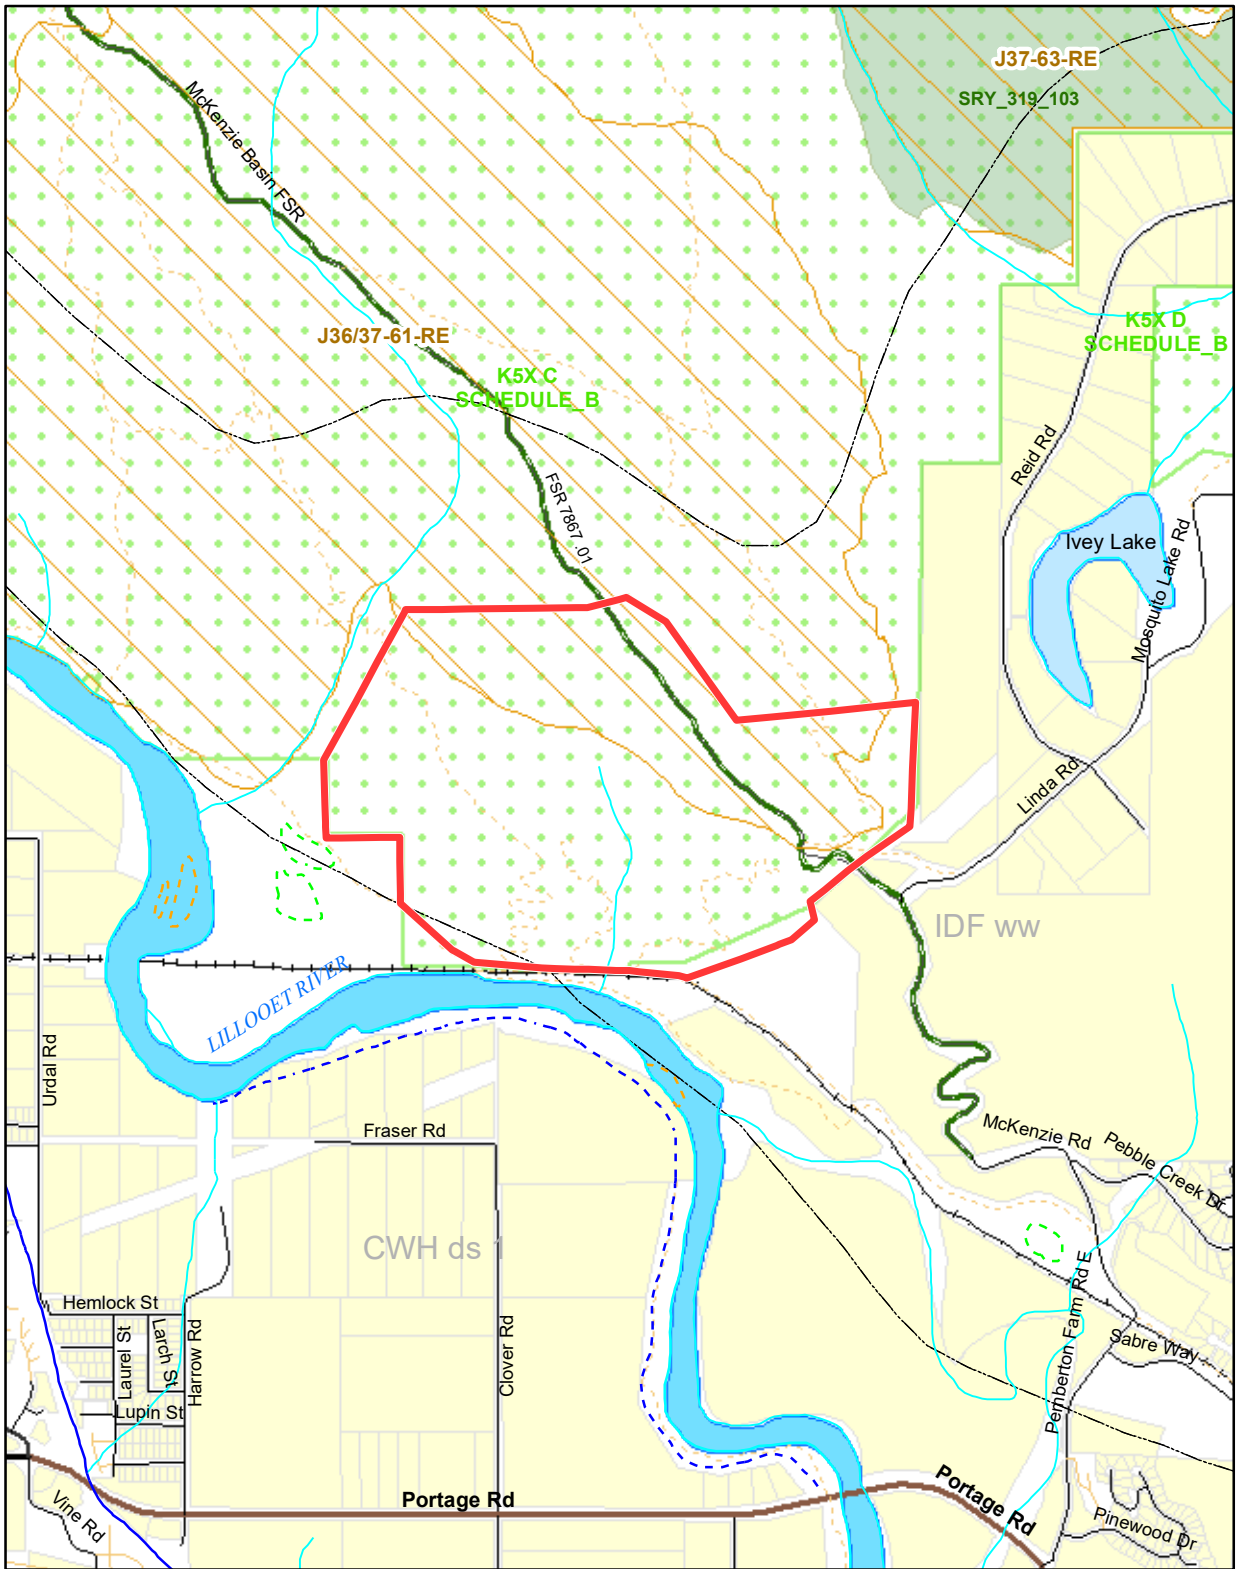 J37-63-RE
SRY_319_103
McKenzie Basin FSR
J36/37-61-RE
K5X D
SCHEDULE_B
K5X C
SCHEDULE_B
Reid Rd
FSR 7867 .01
Ivey Lake
Mosquito Lake Rd
Linda Rd
IDF ww
LILLOOET RIVER
Urdal Rd
Fraser Rd
McKenzie Rd
Pebble Creek Dr
CWH ds 1
Pemberton Farm Rd E
Hemlock St
Laurel St
Larch St
Harrow Rd
Clover Rd
Sabre Way
Lupin St
Portage Rd
Portage Rd
Vine Rd
Pinewood Dr